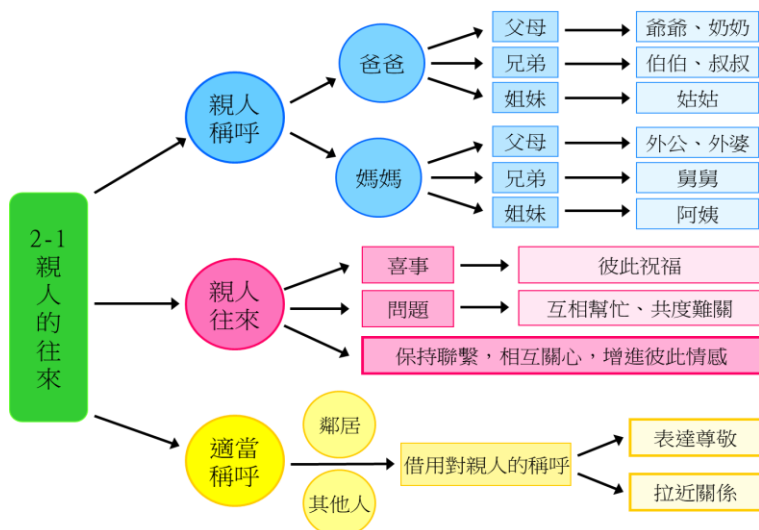 2-1
親人的往來
親人
稱呼
爸爸
父母
爺爺、奶奶
兄弟
伯伯、叔叔
姐妹
姑姑
媽媽
父母
外公、外婆
兄弟
舅舅
姐妹
阿姨
親人
往來
喜事
彼此祝福
問題
互相幫忙、共度難關
保持聯繫，相互關心，增進彼此情感
適當
稱呼
鄰居
其他人
借用對親人的稱呼
表達尊敬
拉近關係